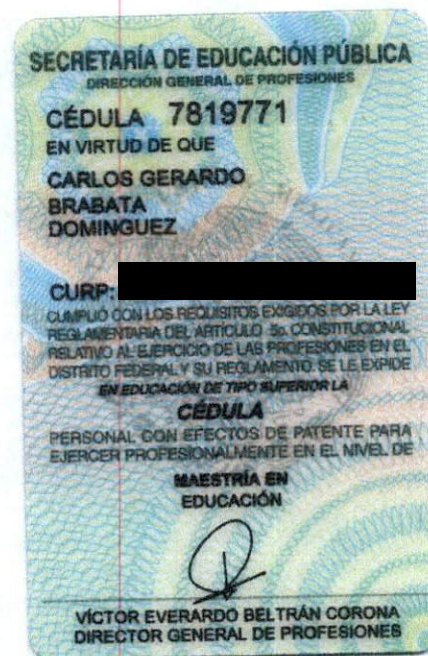 SECRETARÍA DE EDUCACIÓN PÚBLICA
DIRECCIÓN GENERAL DE PROFESIONES
CÉDULA 7819771
EN VIRTUD DE QUE
CARLOS GERARDO
BRABATA
DOMINGUEZ
CURP:
CUMPLIÓ CON LOS REQUISITOS EXIGIDOS POR LA LEY
REGLAMENTARIA DEL ARTÍCULO 5o. CONSTITUCIONAL
RELATIVO AL EJERCICIO DE LAS PROFESIONES EN EL
DISTRITO FEDERAL Y SU REGLAMENTO SE LE EXPIDE
EN EDUCACIÓN DE TIPO SUPERIOR LA
CÉDULA
PERSONAL CON EFECTOS DE PATENTE PARA
EJERCER PROFESIONALMENTE EN EL NIVEL DE
MAESTRÍA EN
EDUCACIÓN
VÍCTOR EVERARDO BELTRÁN CORONA
DIRECTOR GENERAL DE PROFESIONES